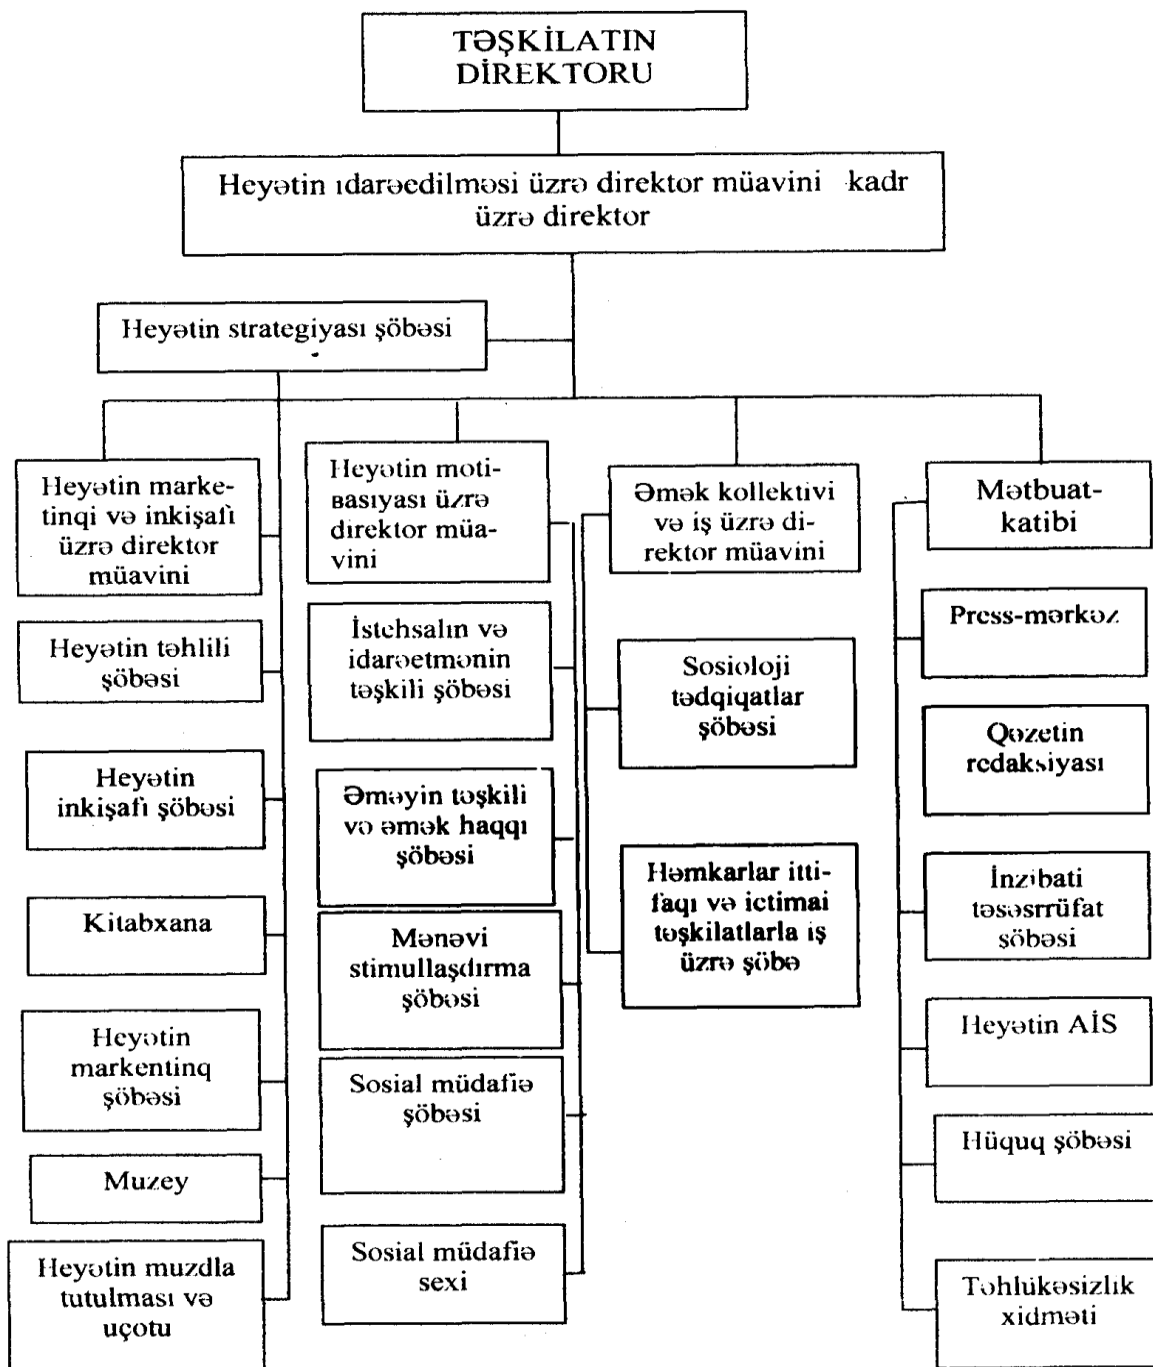 TƏŞKİLATIN
DİREKTORU
Heyətin idarəedilməsi üzrə direktor müavini kadr
üzrə direktor
Heyətin strategiyası şöbəsi
Heyətin marke-
tinqi və inkişafı
üzrə direktor
müavini
Heyətin təhlili
şöbəsi
Heyətin
inkişafı şöbəsi
Kitabxana
Heyətin
markentinq
şöbəsi
Muzey
Heyətin muzdla
tutulması və
uçotu
Heyətin moti-
васıyası üzrə
direktor müa-
vini
İstehsalın və
idarəetmənin
təşkili şöbəsi
Əməyin təşkili
və əmək haqqı
şöbəsi
Mənəvi
stimullaşdırma
şöbəsi
Sosial müdafiə
şöbəsi
Sosial müdafiə
sexi
Əmək kollektivi
və iş üzrə di-
rektor müavini
Sosioloji
tədqiqatlar
şöbəsi
Həmkarlar itti-
faqı və ictimai
təşkilatlarla iş
üzrə şöbə
Mətbuat-
katibi
Press-mərkəz
Qəzetin
redaksiyası
İnzibati
təsəsrrüfat
şöbəsi
Heyətin AİS
Hüquq şöbəsi
Təhlükəsizlik
xidməti